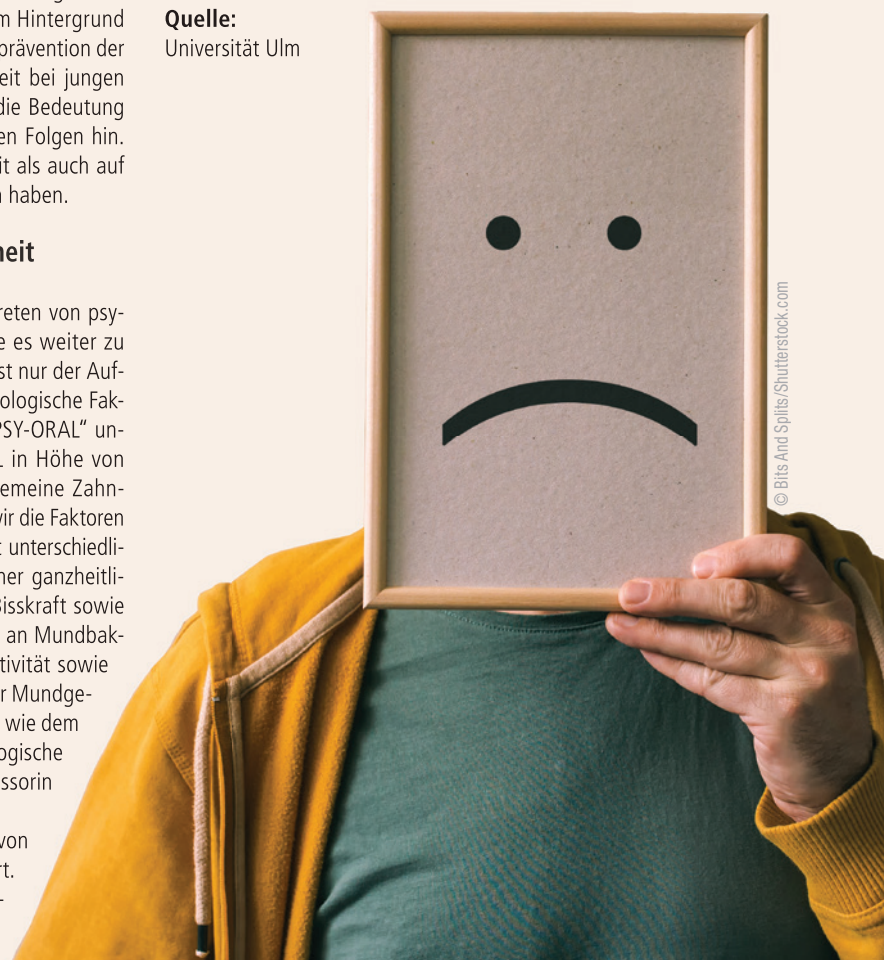 m Hintergrund
prävention der
eit bei jungen
die Bedeutung
en Folgen hin.
it als auch auf
n haben.
heit
reten von psy-
e es weiter zu
st nur der Auf-
ologische Fak-
PSY-ORAL“ un-
L in Höhe von
gemeine Zahn-
wir die Faktoren
t unterschiedli-
ner ganzheitli-
Bisskraft sowie
an Mundbak-
tivität sowie
r Mundge-
wie dem
ogische
ssorin
von
rt.
-
Quelle:
Universität Ulm
© Bits And Splits/Shutterstock.com